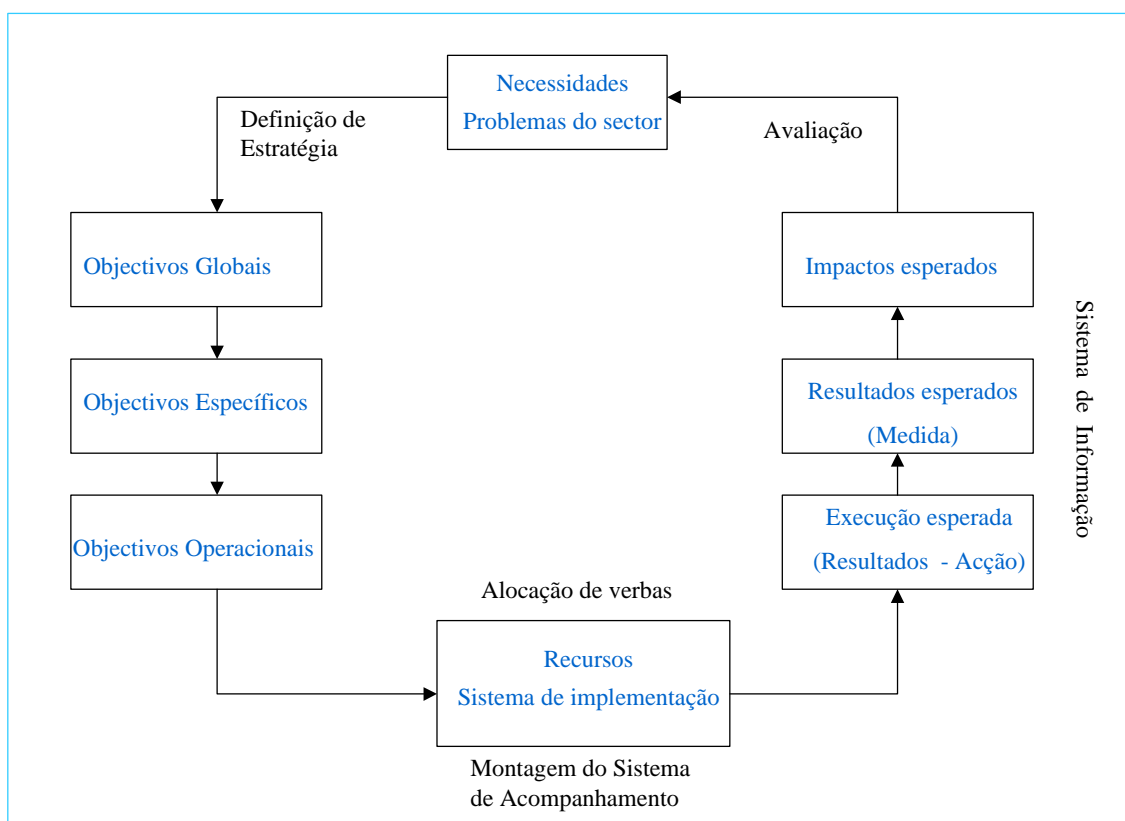 Necessidades
Problemas do sector
Definição de
Estratégia
Avaliação
Objectivos Globais
Impactos esperados
Objectivos Específicos
Resultados esperados
(Medida)
Objectivos Operacionais
Execução esperada
(Resultados - Acção)
Sistema de Informação
Alocação de verbas
Recursos
Sistema de implementação
Montagem do Sistema
de Acompanhamento